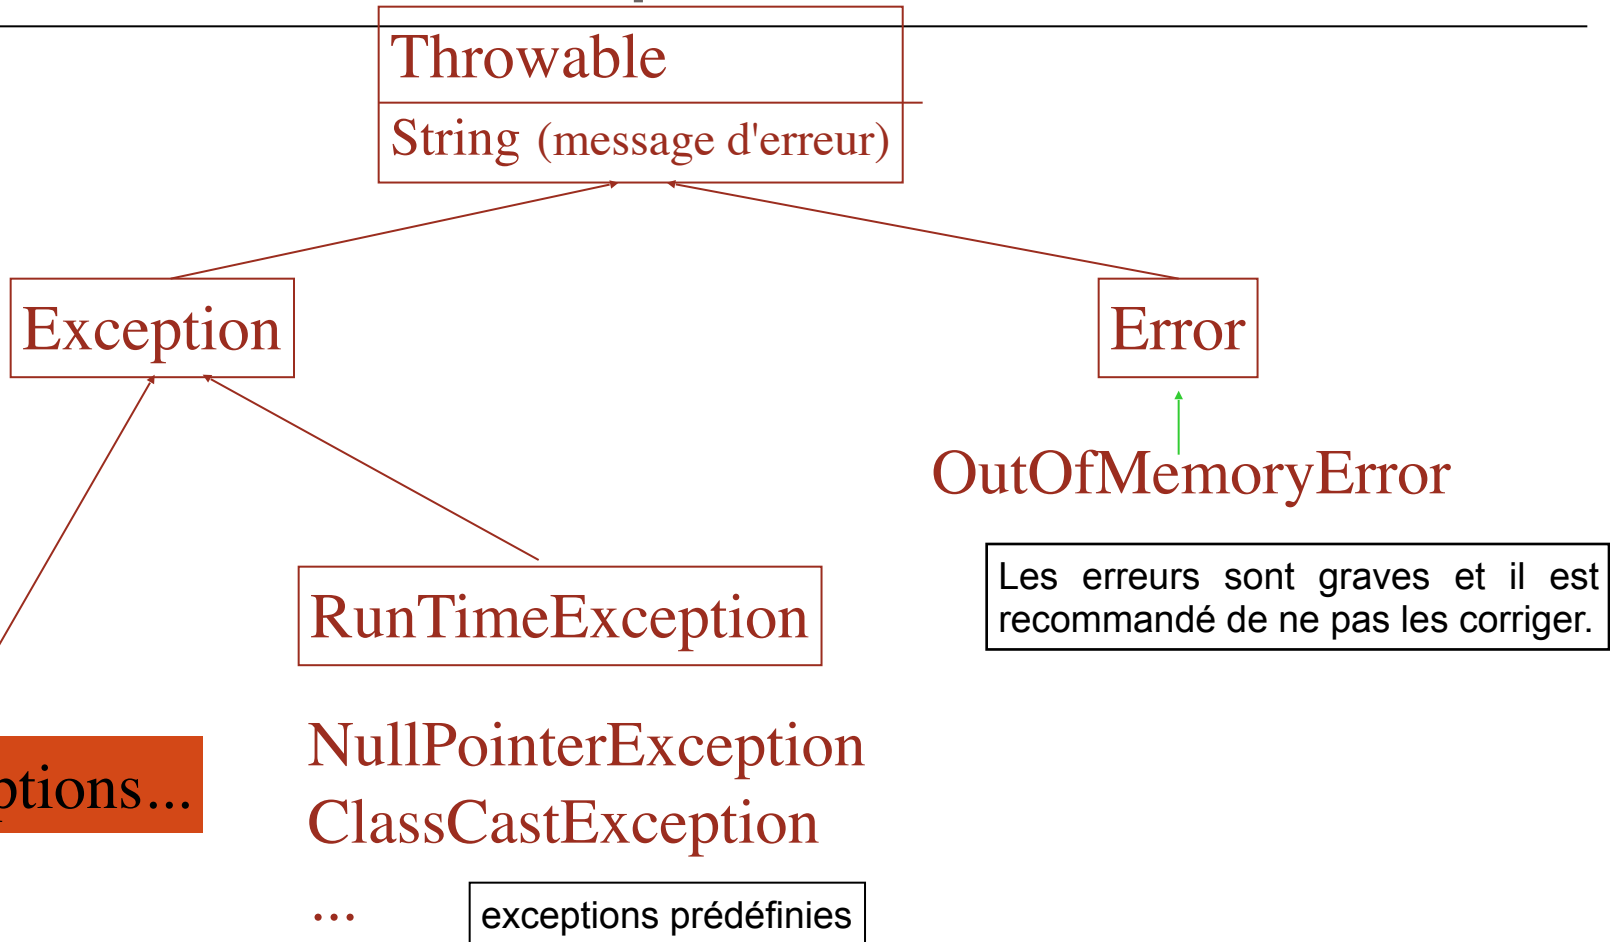 Throwable
String (message d'erreur)
Exception
Error
OutOfMemoryError
Les erreurs sont graves et il est
recommandé de ne pas les corriger.
RunTimeException
NullPointerException
ClassCastException
...
exceptions prédéfinies